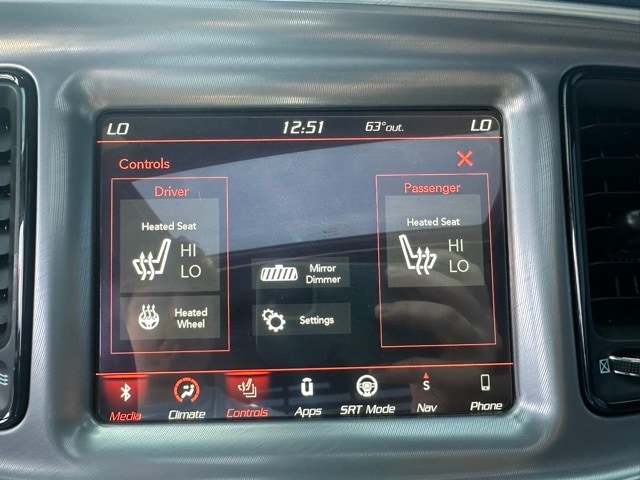 LO 12:51 63°out. LO
Controls
Driver
Passenger
Heated Seat
HI
LO
Heated Seat
HI
LO
Mirror
Dimmer
Heated
Wheel
Settings
Media Climate Controls Apps SRT Mode S Nav Phone